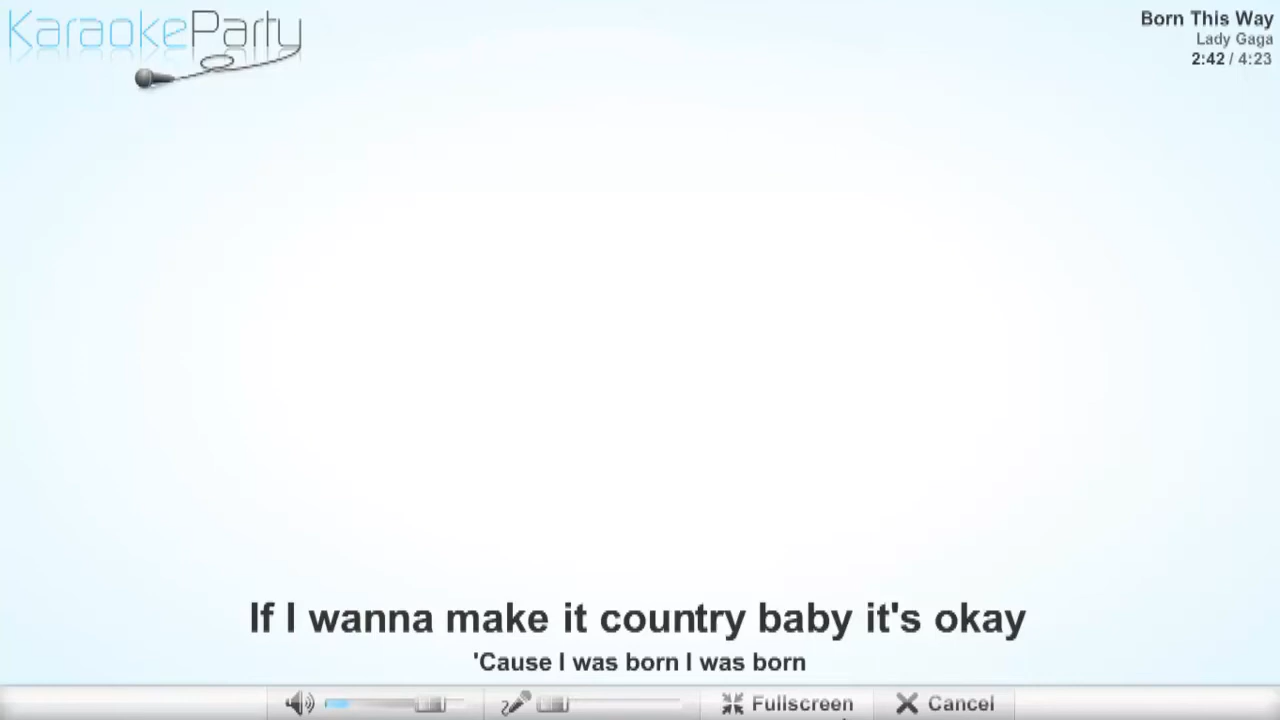 KaraokeParty
Born This Way
Lady Gaga
2:42 / 4:23
If I wanna make it country baby it's okay
'Cause I was born I was born
Fullscreen
Cancel